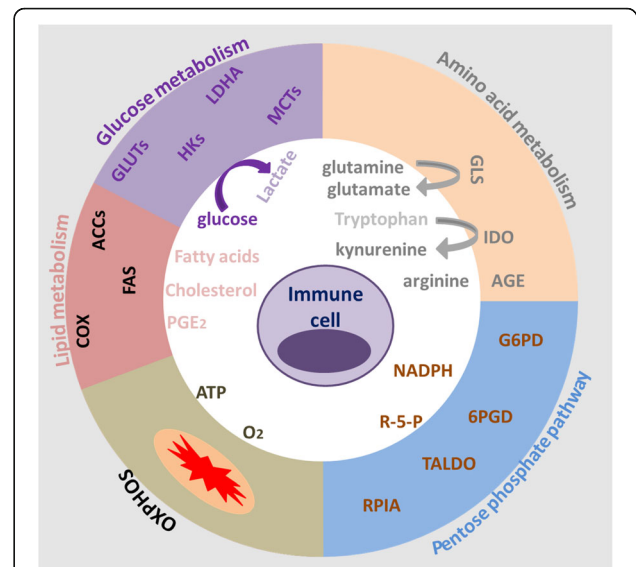 Glucose metabolism
LDHA
MCTs
HKs
GLUTs
Lactate
glucose
Amino acid metabolism
GLS
glutamine
glutamate
Tryptophan
IDO
kynurenine
arginine
AGE
Lipid metabolism
ACCs
FAS
COX
Fatty acids
Cholesterol
PGE2
Immune
cell
G6PD
NADPH
R-5-P
6PGD
TALDO
RPIA
Pentose phosphate pathway
ATP
O2
OXPHOS